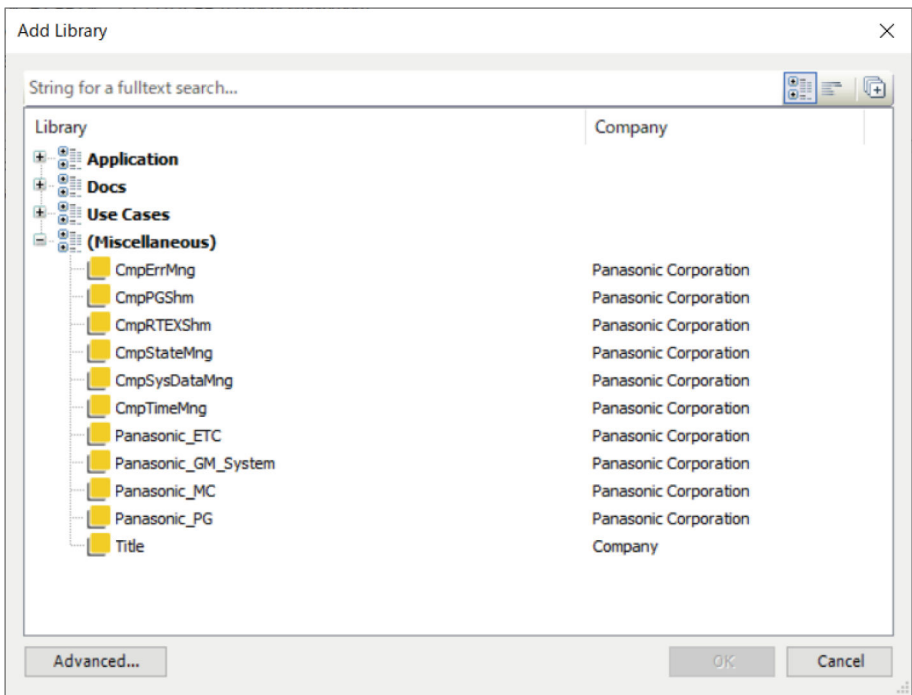 Add Library
String for a fulltext search...
Library Company
Application
Docs
Use Cases
(Miscellaneous)
CmpErrMng Panasonic Corporation
CmpPGShm Panasonic Corporation
CmpRTEXShm Panasonic Corporation
CmpStateMng Panasonic Corporation
CmpSysDataMng Panasonic Corporation
CmpTimeMng Panasonic Corporation
Panasonic_ETC Panasonic Corporation
Panasonic_GM_System Panasonic Corporation
Panasonic_MC Panasonic Corporation
Panasonic_PG Panasonic Corporation
Title Company
Advanced... OK Cancel